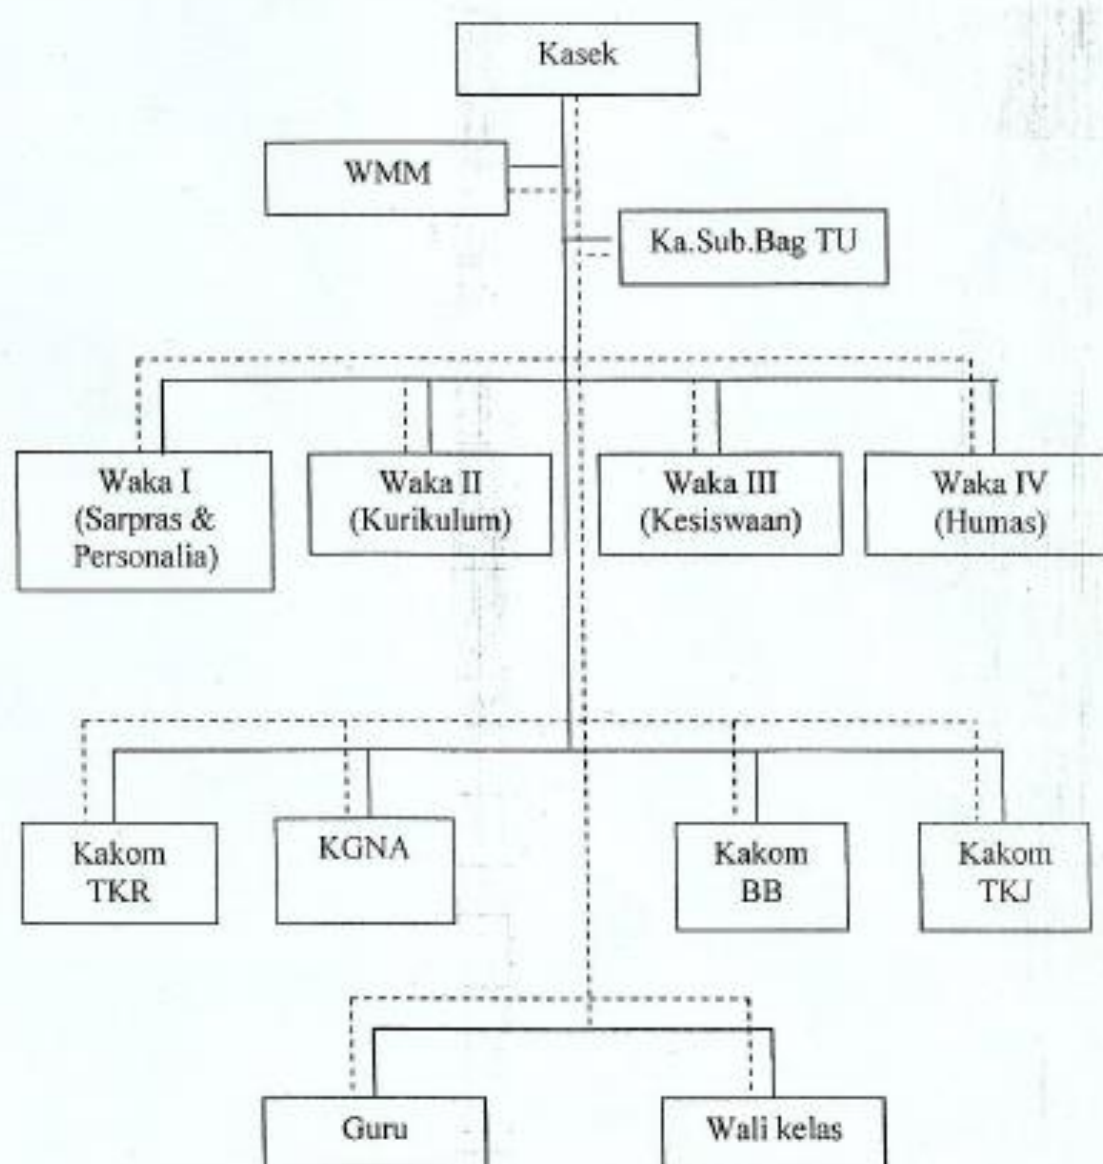 Kasek
WMM
Ka.Sub.Bag TU
Waka I
(Sarpras &
Personalia)
Waka II
(Kurikulum)
Waka III
(Kesiswaan)
Waka IV
(Humas)
Kakom
TKR
KGNA
Kakom
BB
Kakom
TKJ
Guru
Wali kelas